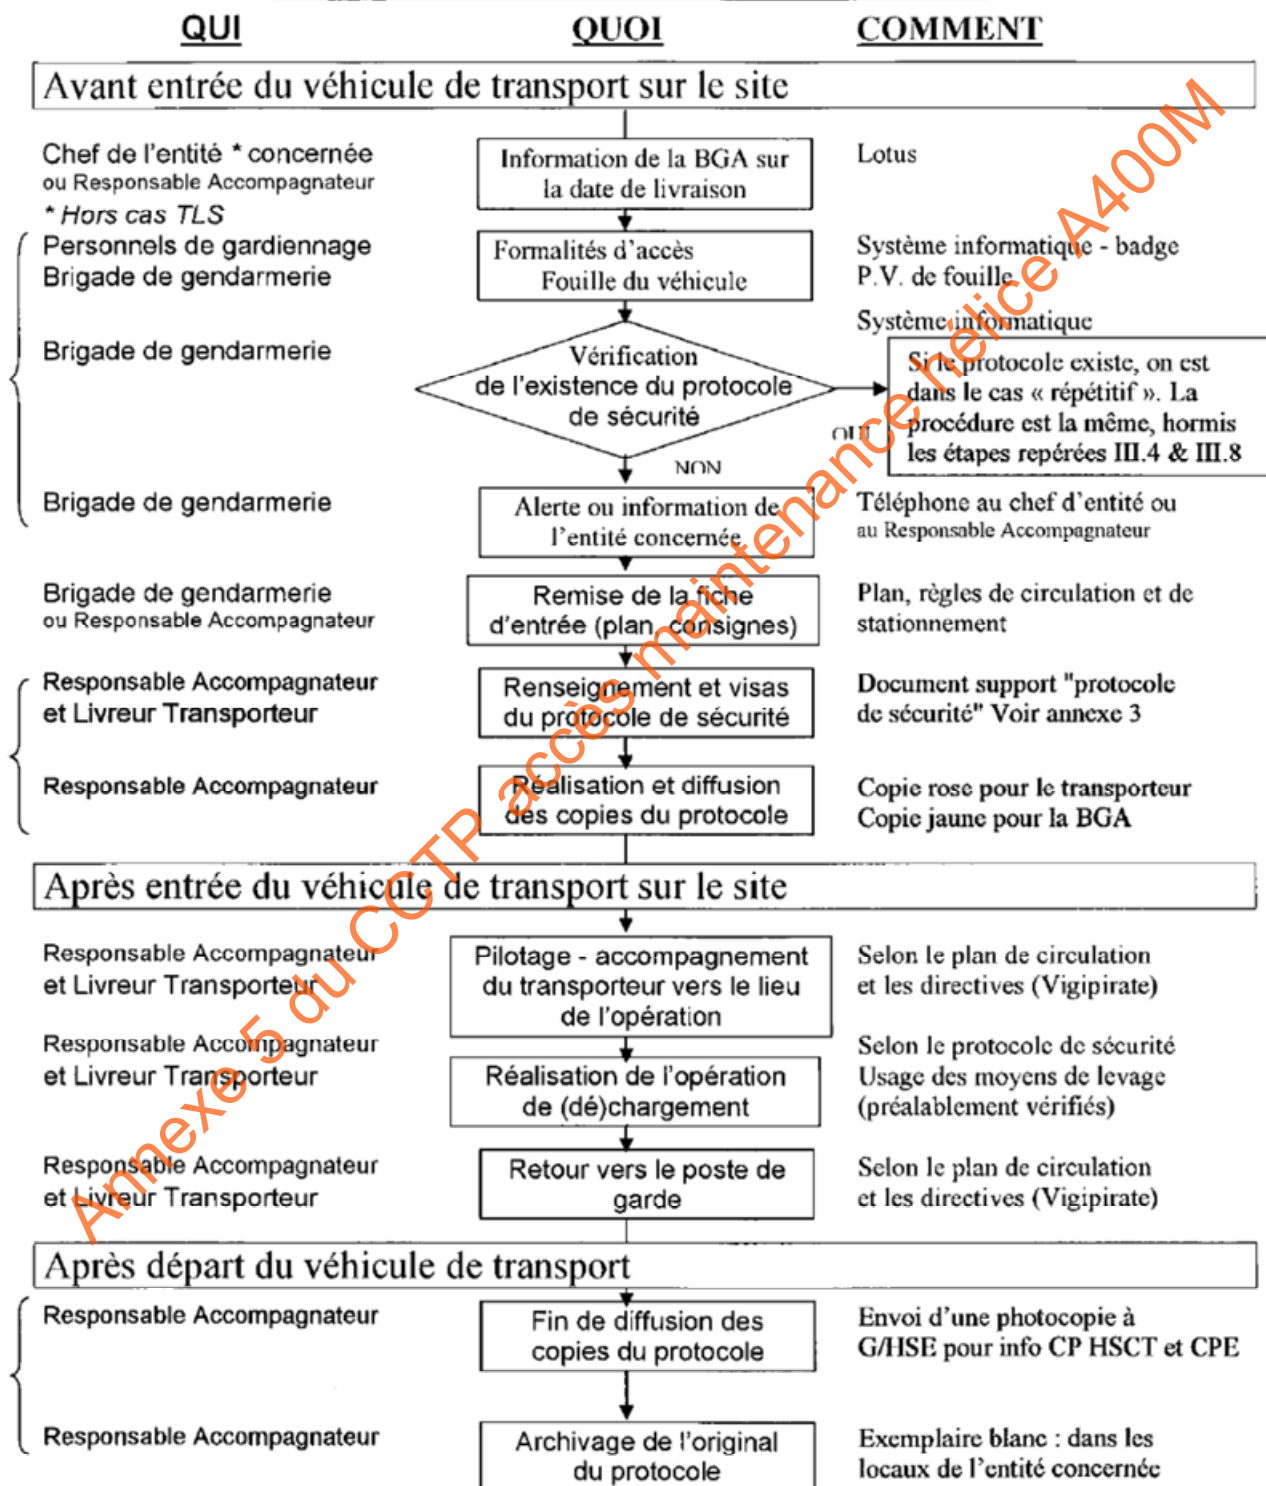 QUI QUOI COMMENT
Avant entrée du véhicule de transport sur le site
Chef de l'entité * concernée
ou Responsable Accompagnateur
* Hors cas TLS
Information de la BGA sur
la date de livraison
Lotus
Personnels de gardiennage
Brigade de gendarmerie
Formalités d'accès
Fouille du véhicule
Système informatique - badge
P.V. de fouille
Système informatique
Brigade de gendarmerie
Vérification
de l'existence du protocole
de sécurité
Si le protocole existe, on est
dans le cas « répétitif ». La
procédure est la même, hormis
les étapes repérées III.4 & III.8
OUI
NON
Brigade de gendarmerie
Alerte ou information de
l'entité concernée
Téléphone au chef d'entité ou
au Responsable Accompagnateur
Brigade de gendarmerie
ou Responsable Accompagnateur
Remise de la fiche
d'entrée (plan, consignes)
Plan, règles de circulation et de
stationnement
Responsable Accompagnateur
et Livreur Transporteur
Renseignement et visas
du protocole de sécurité
Document support "protocole
de sécurité" Voir annexe 3
Responsable Accompagnateur
Réalisation et diffusion
des copies du protocole
Copie rose pour le transporteur
Copie jaune pour la BGA
Après entrée du véhicule de transport sur le site
Responsable Accompagnateur
et Livreur Transporteur
Pilotage - accompagnement
du transporteur vers le lieu
de l'opération
Selon le plan de circulation
et les directives (Vigipirate)
Responsable Accompagnateur
et Livreur Transporteur
Réalisation de l'opération
de (dé)chargement
Selon le protocole de sécurité
Usage des moyens de levage
(préalablement vérifiés)
Responsable Accompagnateur
et Livreur Transporteur
Retour vers le poste de
garde
Selon le plan de circulation
et les directives (Vigipirate)
Après départ du véhicule de transport
Responsable Accompagnateur
Fin de diffusion des
copies du protocole
Envoi d'une photocopie à
G/HSE pour info CP HSCT et CPE
Responsable Accompagnateur
Archivage de l'original
du protocole
Exemplaire blanc : dans les
locaux de l'entité concernée
Annexe 5 du CCTP accès maintenance hélice A400M